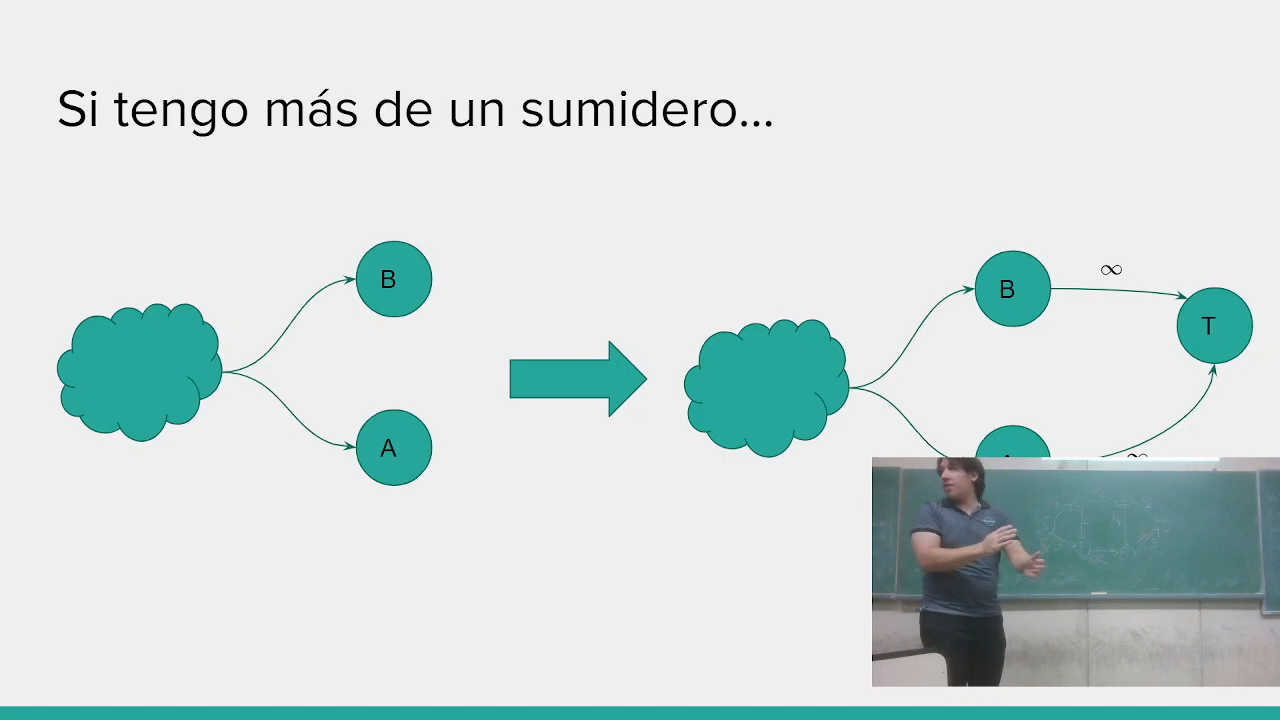 Si tengo más de un sumidero...
B
A
B
∞
T
∞